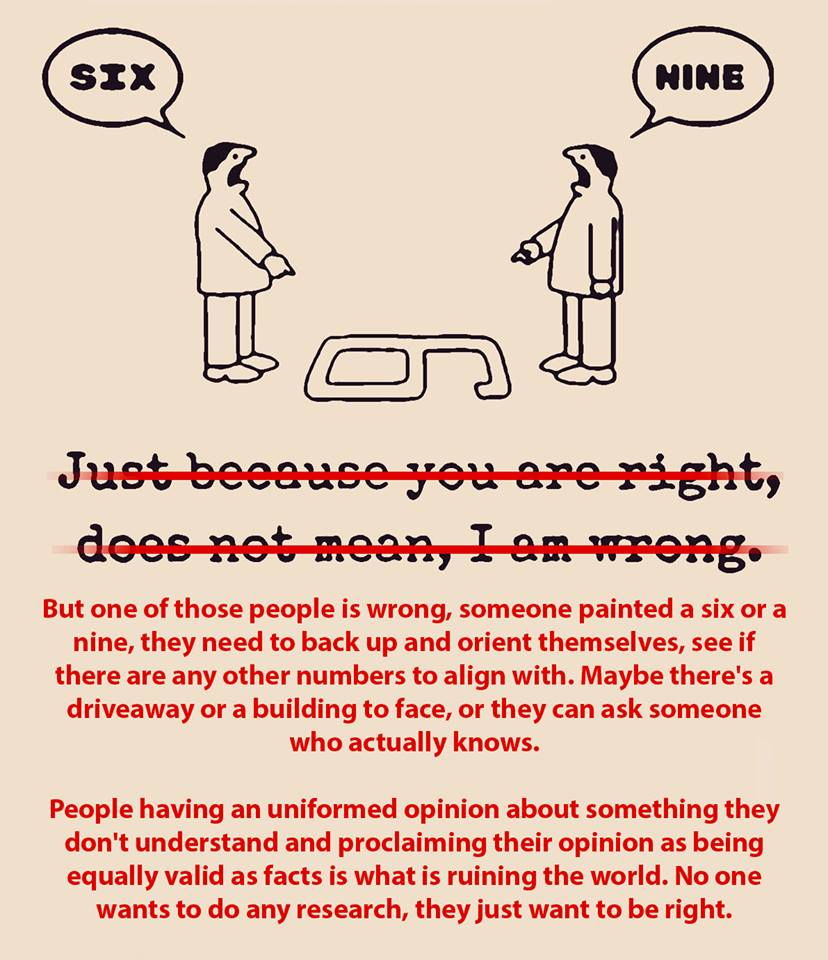 SIX
NINE
Just because you are right,
does not mean, I am wrong.
But one of those people is wrong, someone painted a six or a
nine, they need to back up and orient themselves, see if
there are any other numbers to align with. Maybe there's a
driveaway or a building to face, or they can ask someone
who actually knows.
People having an uniformed opinion about something they
don't understand and proclaiming their opinion as being
equally valid as facts is what is ruining the world. No one
wants to do any research, they just want to be right.